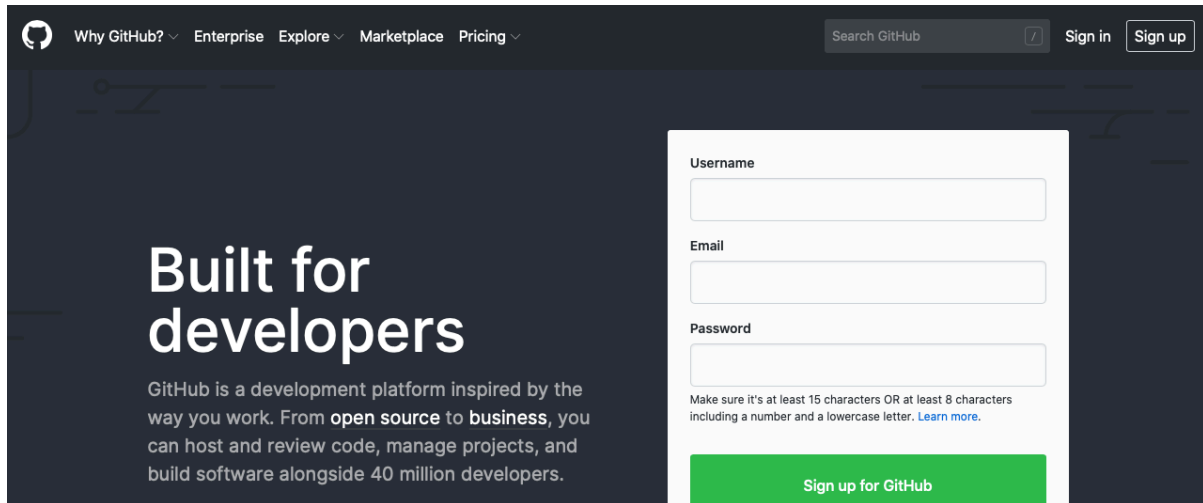 Why GitHub? Enterprise Explore Marketplace Pricing Search GitHub / Sign in Sign up
Built for
developers
GitHub is a development platform inspired by the
way you work. From open source to business, you
can host and review code, manage projects, and
build software alongside 40 million developers.
Username
Email
Password
Make sure it's at least 15 characters OR at least 8 characters
including a number and a lowercase letter. Learn more.
Sign up for GitHub